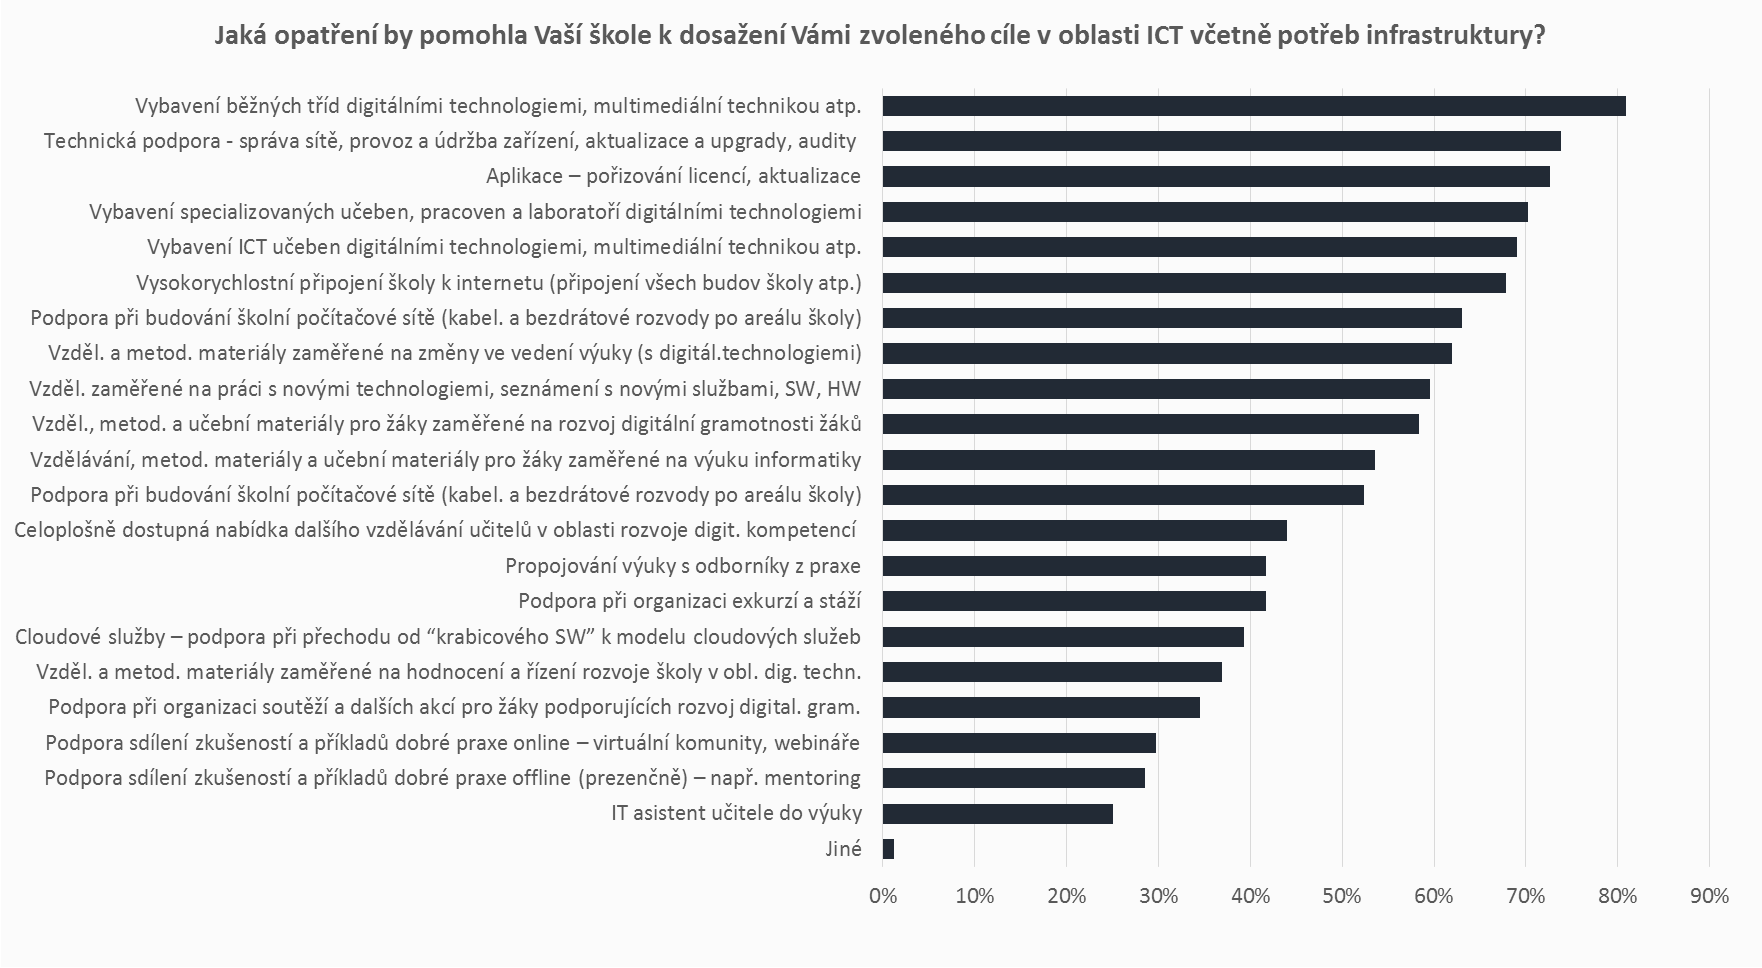 Jaká opatření by pomohla Vaší škole k dosažení Vámi zvoleného cíle v oblasti ICT včetně potřeb infrastruktury?
Vybavení běžných tříd digitálními technologiemi, multimediální technikou atp.
Technická podpora - správa sítě, provoz a údržba zařízení, aktualizace a upgrady, audity
Aplikace – pořizování licencí, aktualizace
Vybavení specializovaných učeben, pracoven a laboratoří digitálními technologiemi
Vybavení ICT učeben digitálními technologiemi, multimediální technikou atp.
Vysokorychlostní připojení školy k internetu (připojení všech budov školy atp.)
Podpora při budování školní počítačové sítě (kabel. a bezdrátové rozvody po areálu školy)
Vzděl. a metod. materiály zaměřené na změny ve vedení výuky (s digitál.technologiemi)
Vzděl. zaměřené na práci s novými technologiemi, seznámení s novými službami, SW, HW
Vzděl., metod. a učební materiály pro žáky zaměřené na rozvoj digitální gramotnosti žáků
Vzdělávání, metod. materiály a učební materiály pro žáky zaměřené na výuku informatiky
Podpora při budování školní počítačové sítě (kabel. a bezdrátové rozvody po areálu školy)
Celoplošně dostupná nabídka dalšího vzdělávání učitelů v oblasti rozvoje digit. kompetencí
Propojování výuky s odborníky z praxe
Podpora při organizaci exkurzí a stáží
Cloudové služby – podpora při přechodu od “krabicového SW” k modelu cloudových služeb
Vzděl. a metod. materiály zaměřené na hodnocení a řízení rozvoje školy v obl. dig. techn.
Podpora při organizaci soutěží a dalších akcí pro žáky podporujících rozvoj digital. gram.
Podpora sdílení zkušeností a příkladů dobré praxe online – virtuální komunity, webináře
Podpora sdílení zkušeností a příkladů dobré praxe offline (prezenčně) – např. mentoring
IT asistent učitele do výuky
Jiné
0% 10% 20% 30% 40% 50% 60% 70% 80% 90%